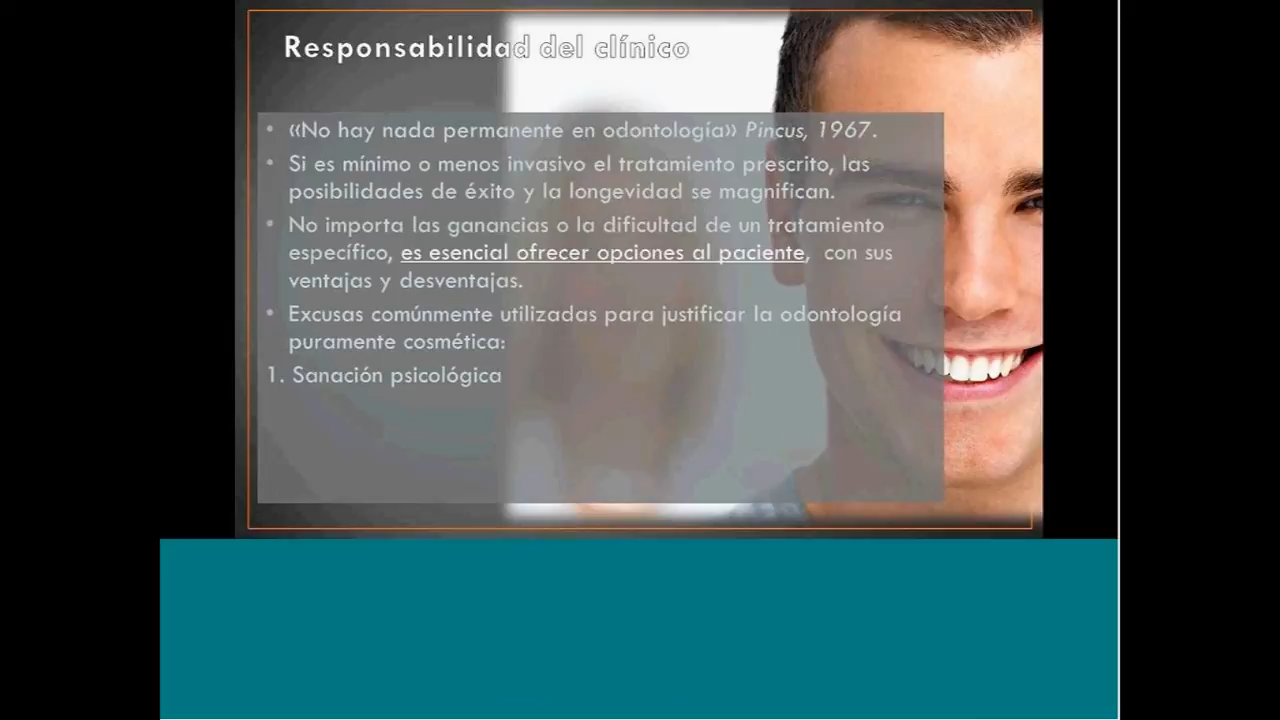 Responsabilidad del clínico
• «No hay nada permanente en odontología» Pincus, 1967.
• Si es mínimo o menos invasivo el tratamiento prescrito, las
posibilidades de éxito y la longevidad se magnifican.
• No importa las ganancias o la dificultad de un tratamiento
específico, es esencial ofrecer opciones al paciente, con sus
ventajas y desventajas.
• Excusas comúnmente utilizadas para justificar la odontología
puramente cosmética:
1. Sanación psicológica